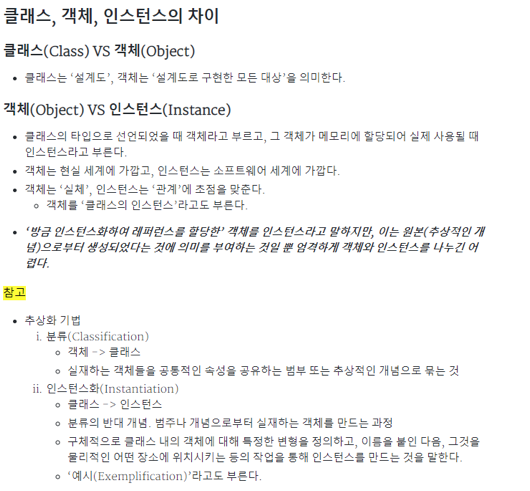 클래스, 객체, 인스턴스의 차이
클래스(Class) VS 객체(Object)
• 클래스는 ‘설계도’, 객체는 ‘설계도로 구현한 모든 대상’을 의미한다.
객체(Object) VS 인스턴스(Instance)
• 클래스의 타입으로 선언되었을 때 객체라고 부르고, 그 객체가 메모리에 할당되어 실제 사용될 때
인스턴스라고 부른다.
• 객체는 현실 세계에 가깝고, 인스턴스는 소프트웨어 세계에 가깝다.
• 객체는 ‘실체’, 인스턴스는 ‘관계’에 초점을 맞춘다.
◦ 객체를 ‘클래스의 인스턴스’라고도 부른다.
• ‘방금 인스턴스화하여 레퍼런스를 할당한’ 객체를 인스턴스라고 말하지만, 이는 원본(추상적인 개
념)으로부터 생성되었다는 것에 의미를 부여하는 것일 뿐 엄격하게 객체와 인스턴스를 나누긴 어
렵다.
참고
• 추상화 기법
i. 분류(Classification)
◦ 객체 -> 클래스
◦ 실재하는 객체들을 공통적인 속성을 공유하는 범부 또는 추상적인 개념으로 묶는 것
ii. 인스턴스화(Instantiation)
◦ 클래스 -> 인스턴스
◦ 분류의 반대 개념. 범주나 개념으로부터 실재하는 객체를 만드는 과정
◦ 구체적으로 클래스 내의 객체에 대해 특정한 변형을 정의하고, 이름을 붙인 다음, 그것을
물리적인 어떤 장소에 위치시키는 등의 작업을 통해 인스턴스를 만드는 것을 말한다.
◦ ‘예시(Exemplification)’라고도 부른다.